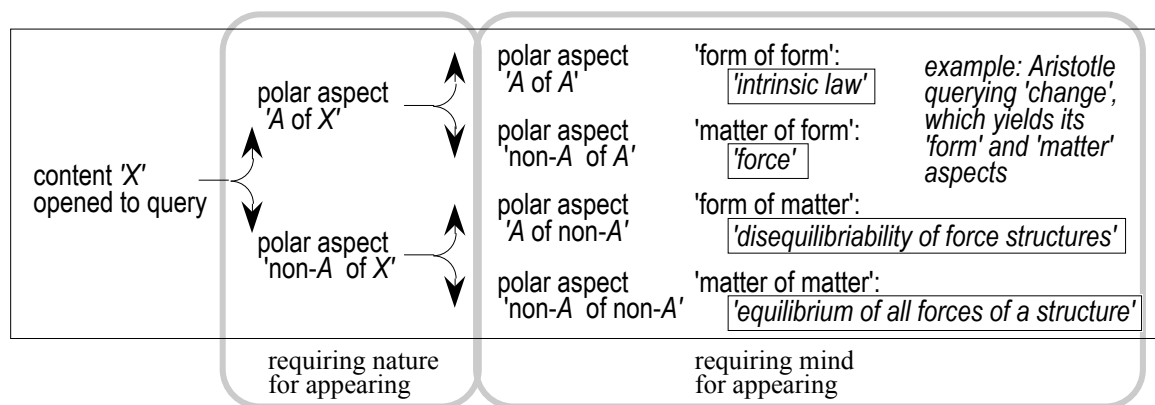 content 'X'
opened to query
polar aspect
'A of X'
polar aspect
'non-A of X'
polar aspect
'A of A'
polar aspect
'non-A of A'
polar aspect
'A of non-A'
polar aspect
'non-A of non-A'
'form of form':
'intrinsic law'
'matter of form':
'force'
'form of matter':
'disequilibriability of force structures'
'matter of matter':
'equilibrium of all forces of a structure'
example: Aristotle
querying 'change',
which yields its
'form' and 'matter'
aspects
requiring nature
for appearing
requiring mind
for appearing